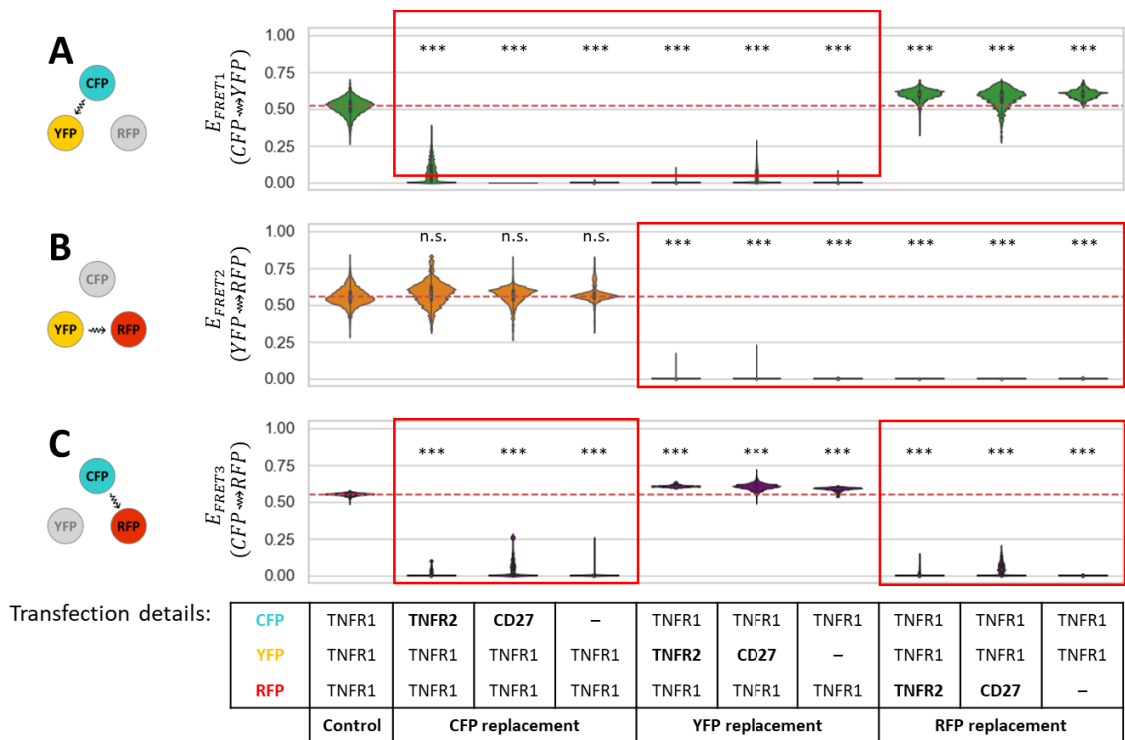 A
CFP
YFP
RFP
E_FRET1
(CFP⇝YFP)
1.00
0.75
0.50
0.25
0.00
*** *** *** *** *** *** *** *** ***
B
CFP
YFP
RFP
E_FRET2
(YFP⇝RFP)
1.00
0.75
0.50
0.25
0.00
n.s. n.s. n.s. *** *** *** *** *** ***
C
CFP
YFP
RFP
E_FRET3
(CFP⇝RFP)
1.00
0.75
0.50
0.25
0.00
*** *** *** *** *** *** *** *** ***
Transfection details:
CFP TNFR1 TNFR2 CD27 – TNFR1 TNFR1 TNFR1 TNFR1 TNFR1 TNFR1
YFP TNFR1 TNFR1 TNFR1 TNFR1 TNFR2 CD27 – TNFR1 TNFR1 TNFR1
RFP TNFR1 TNFR1 TNFR1 TNFR1 TNFR1 TNFR1 TNFR1 TNFR2 CD27 –
Control CFP replacement YFP replacement RFP replacement